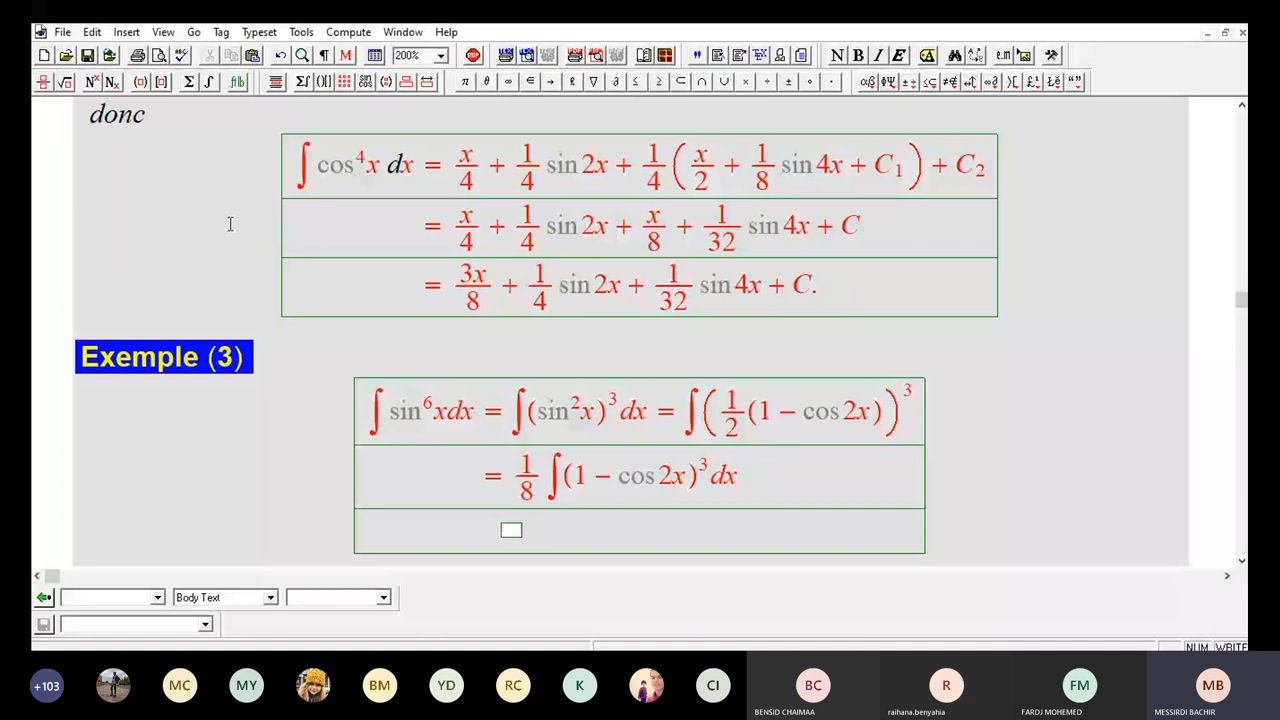 File Edit Insert View Go Tag Typeset Tools Compute Window Help
200%
donc
∫ cos⁴x dx = x/4 + 1/4 sin 2x + 1/4 (x/2 + 1/8 sin 4x + C₁) + C₂
= x/4 + 1/4 sin 2x + x/8 + 1/32 sin 4x + C
= 3x/8 + 1/4 sin 2x + 1/32 sin 4x + C.
Exemple (3)
∫ sin⁶xdx = ∫(sin²x)³dx = ∫(1/2(1 − cos 2x))³
= 1/8 ∫(1 − cos 2x)³dx
Body Text
NUM WRITE
+103 MC MY BM YD RC K CI BC R FM MB
BENSID CHAIMAA raihana.benyahia FARDJ MOHEMED MESSIRDI BACHIR